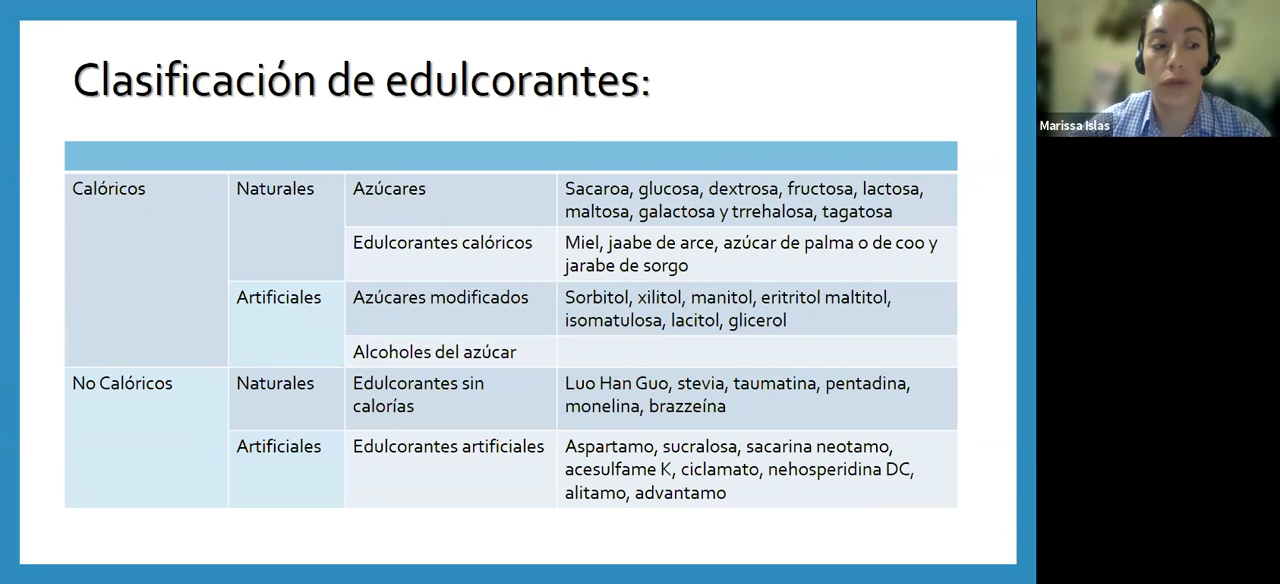 Clasificación de edulcorantes:
Marissa Islas
Calóricos
Naturales
Azúcares
Sacaroa, glucosa, dextrosa, fructosa, lactosa,
maltosa, galactosa y trrehalosa, tagatosa
Edulcorantes calóricos
Miel, jaabe de arce, azúcar de palma o de coo y
jarabe de sorgo
Artificiales
Azúcares modificados
Sorbitol, xilitol, manitol, eritritol maltitol,
isomatulosa, lacitol, glicerol
Alcoholes del azúcar
No Calóricos
Naturales
Edulcorantes sin
calorías
Luo Han Guo, stevia, taumatina, pentadina,
monelina, brazzeína
Artificiales
Edulcorantes artificiales
Aspartamo, sucralosa, sacarina neotamo,
acesulfame K, ciclamato, nehosperidina DC,
alitamo, advantamo